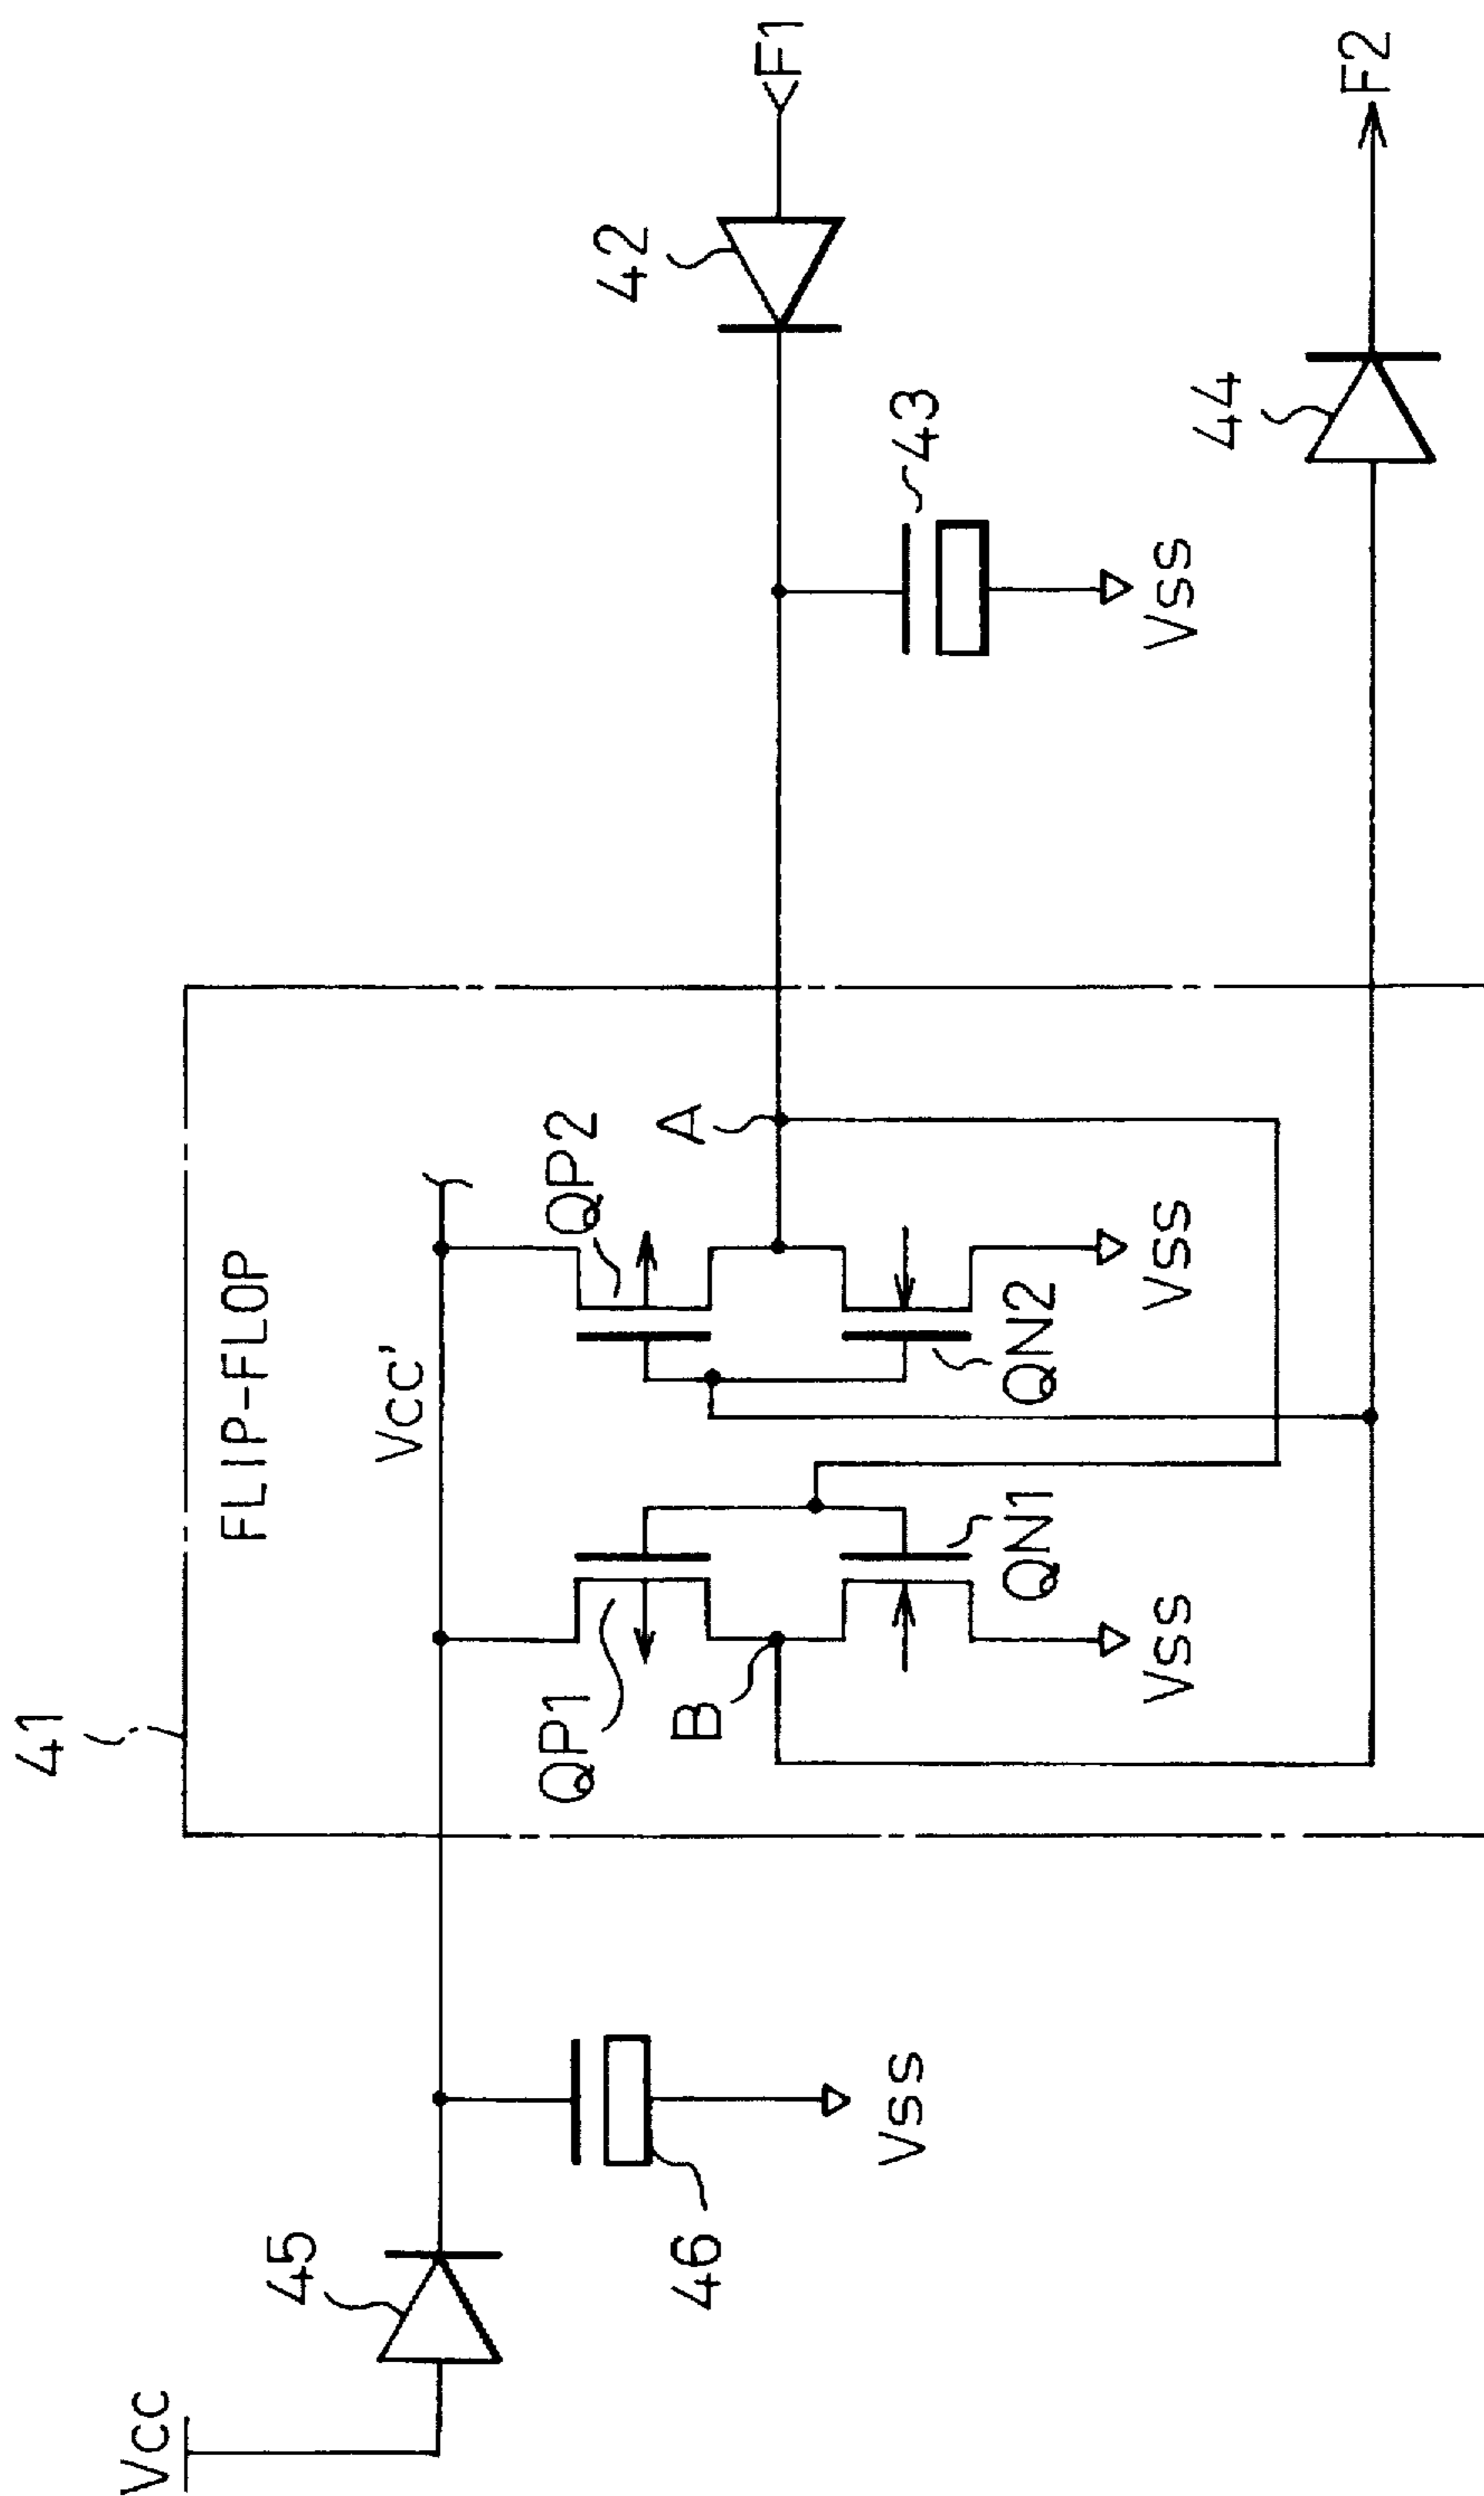 41
FLIP-FLOP
Vcc
45
46
Vss
Vcc'
QP1
QP2
B
A
QN1
QN2
Vss
Vss
42
F1
43
Vss
44
F2